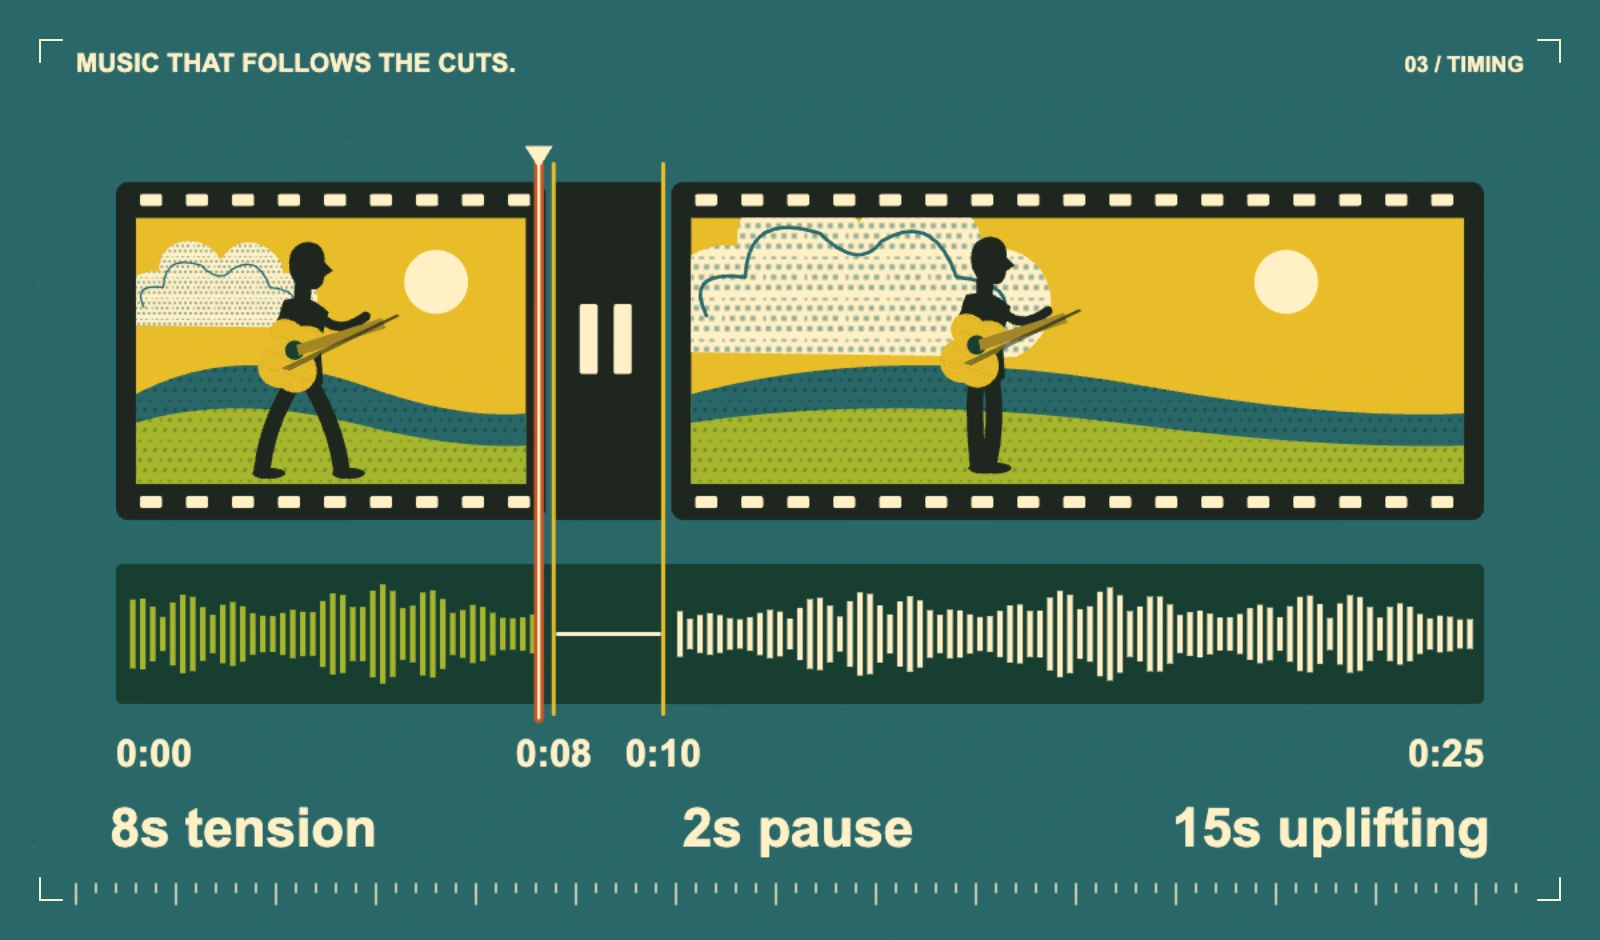 MUSIC THAT FOLLOWS THE CUTS.
03 / TIMING
0:00
0:08
0:10
0:25
8s tension
2s pause
15s uplifting